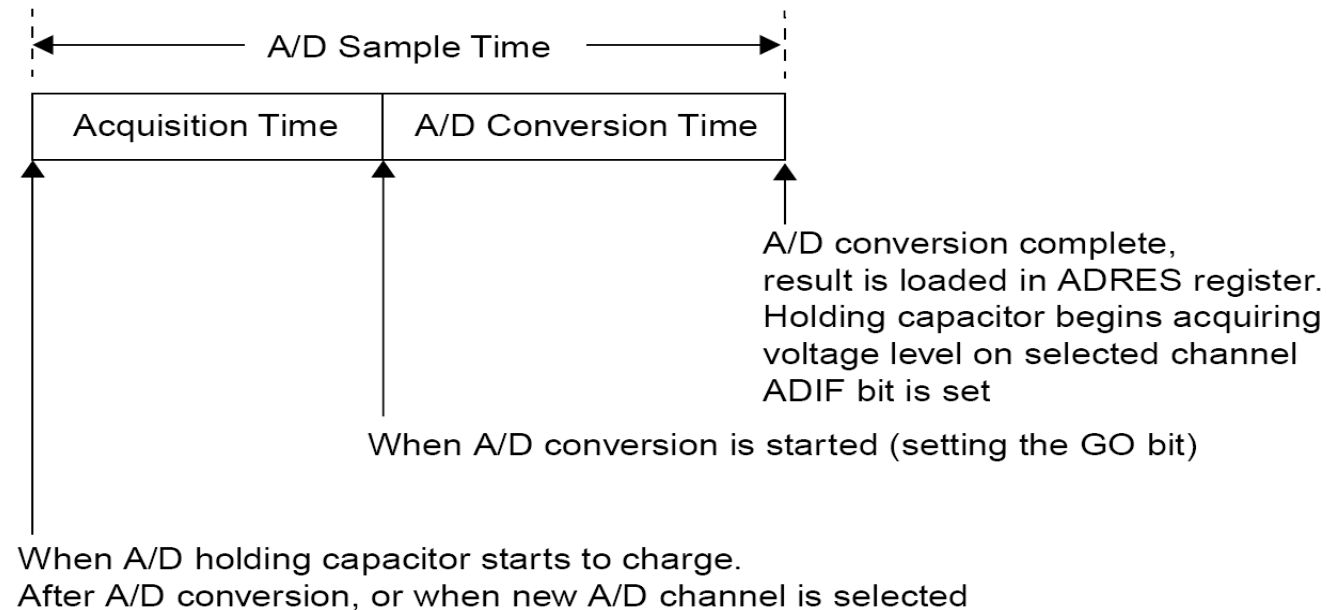 A/D Sample Time
Acquisition Time
A/D Conversion Time
A/D conversion complete,
result is loaded in ADRES register.
Holding capacitor begins acquiring
voltage level on selected channel
ADIF bit is set
When A/D conversion is started (setting the GO bit)
When A/D holding capacitor starts to charge.
After A/D conversion, or when new A/D channel is selected